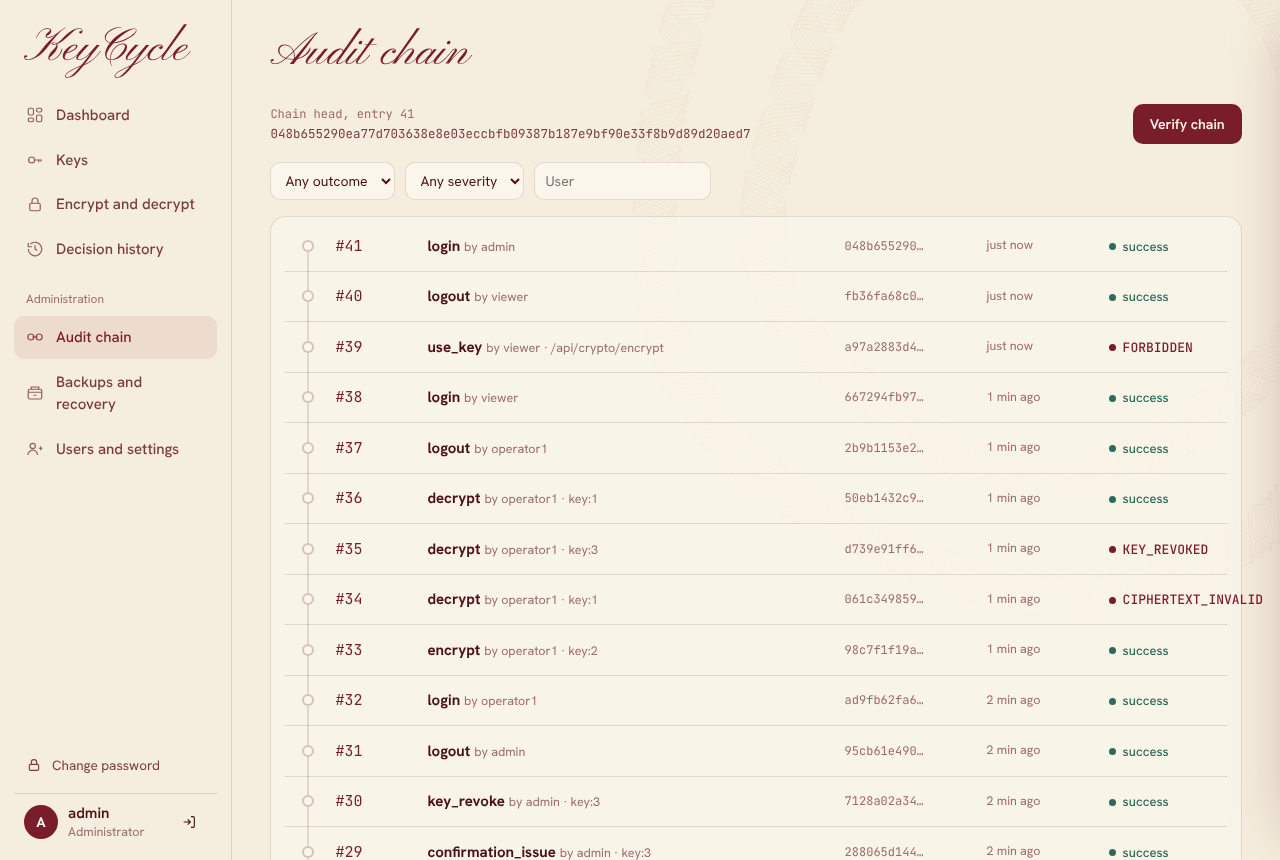 KeyCycle
Dashboard
Keys
Encrypt and decrypt
Decision history
Administration
Audit chain
Backups and
recovery
Users and settings
Change password
A
admin
Administrator
Audit chain
Chain head, entry 41
048b655290ea77d703638e8e03eccbfb09387b187e9bf90e33f8b9d89d20aed7
Verify chain
Any outcome
Any severity
User
#41 login by admin 048b655290… just now success
#40 logout by viewer fb36fa68c0… just now success
#39 use_key by viewer · /api/crypto/encrypt a97a2883d4… just now FORBIDDEN
#38 login by viewer 667294fb97… 1 min ago success
#37 logout by operator1 2b9b1153e2… 1 min ago success
#36 decrypt by operator1 · key:1 50eb1432c9… 1 min ago success
#35 decrypt by operator1 · key:3 d739e91ff6… 1 min ago KEY_REVOKED
#34 decrypt by operator1 · key:1 061c349859… 1 min ago CIPHERTEXT_INVALID
#33 encrypt by operator1 · key:2 98c7f1f19a… 1 min ago success
#32 login by operator1 ad9fb62fa6… 2 min ago success
#31 logout by admin 95cb61e490… 2 min ago success
#30 key_revoke by admin · key:3 7128a02a34… 2 min ago success
#29 confirmation_issue by admin · key:3 288065d144… 2 min ago success